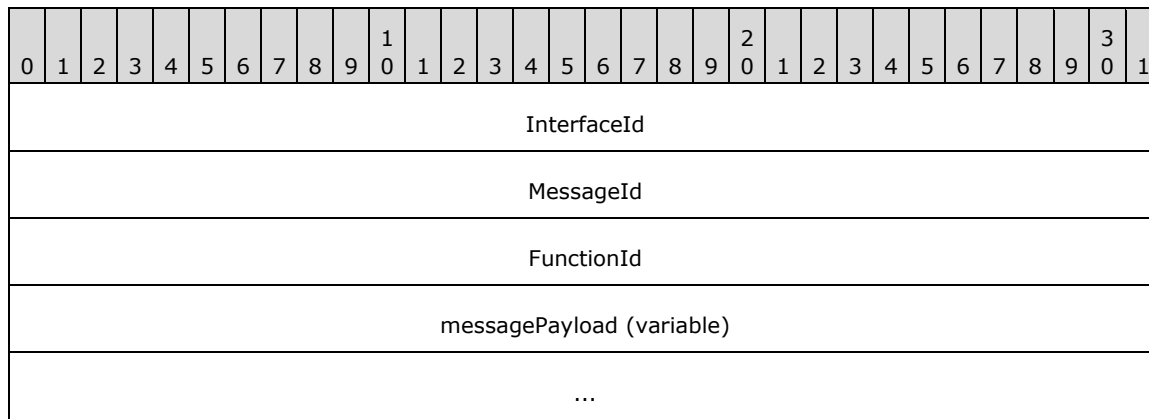 1 2 3
0 1 2 3 4 5 6 7 8 9 0 1 2 3 4 5 6 7 8 9 0 1 2 3 4 5 6 7 8 9 0 1
InterfaceId
MessageId
FunctionId
messagePayload (variable)
...